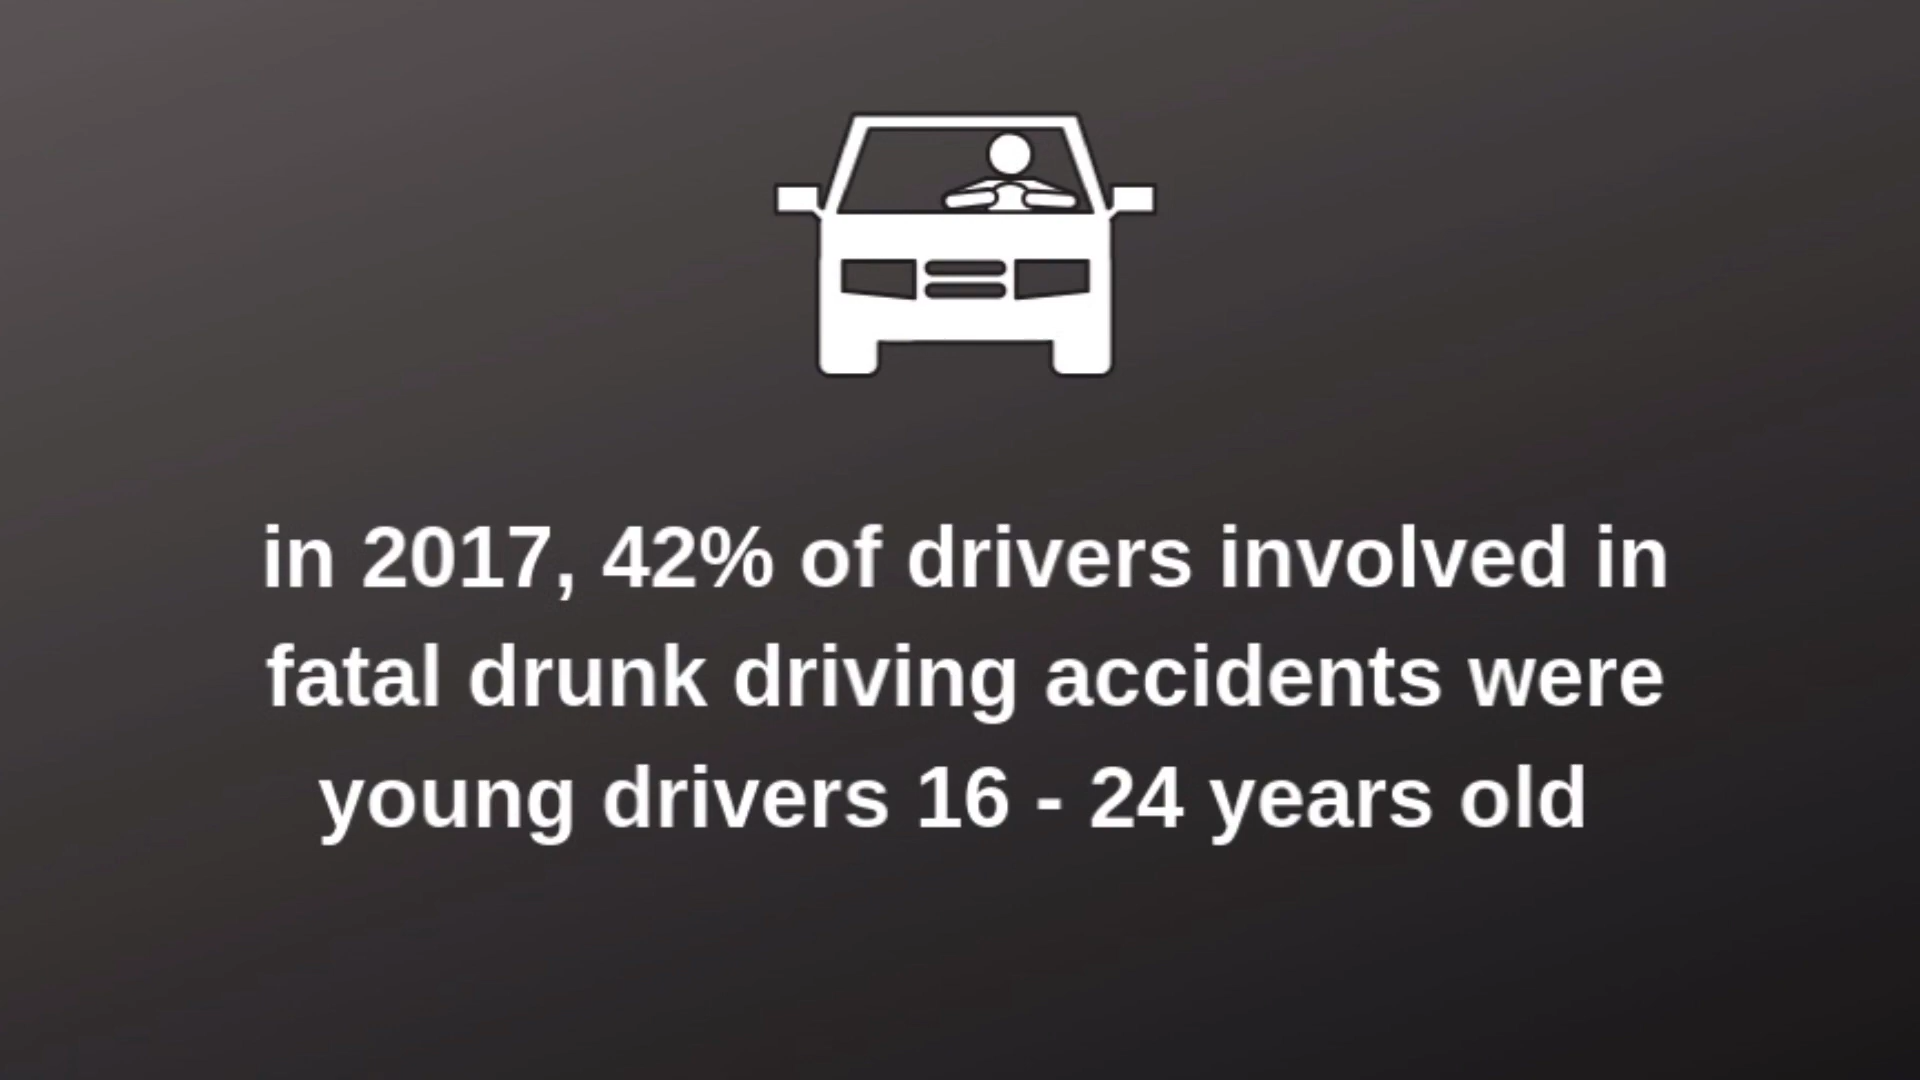 in 2017, 42% of drivers involved in
fatal drunk driving accidents were
young drivers 16 - 24 years old